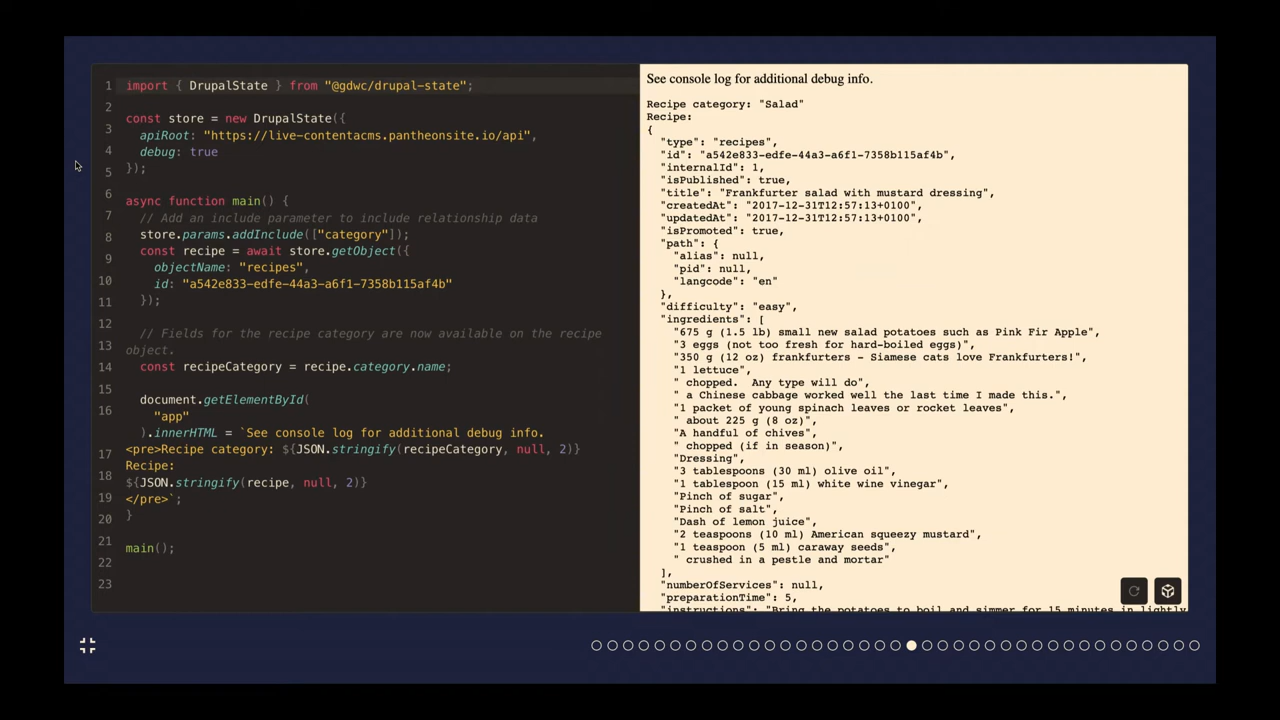 1 import { DrupalState } from "@gdwc/drupal-state";
2
3 const store = new DrupalState({
4 apiRoot: "https://live-contentacms.pantheonsite.io/api",
5 debug: true
});
6 async function main() {
7 // Add an include parameter to include relationship data
8 store.params.addInclude(["category"]);
9 const recipe = await store.getObject({
objectName: "recipes",
10 id: "a542e833-edfe-44a3-a6f1-7358b115af4b"
11 });
12
13 // Fields for the recipe category are now available on the recipe
object.
14 const recipeCategory = recipe.category.name;
15
16 document.getElementById(
"app"
).innerHTML = `See console log for additional debug info.
17 <pre>Recipe category: ${JSON.stringify(recipeCategory, null, 2)}
18 Recipe:
${JSON.stringify(recipe, null, 2)}
19 </pre>`;
20 }
21
22 main();
23
See console log for additional debug info.
Recipe category: "Salad"
Recipe:
{
"type": "recipes",
"id": "a542e833-edfe-44a3-a6f1-7358b115af4b",
"internalId": 1,
"isPublished": true,
"title": "Frankfurter salad with mustard dressing",
"createdAt": "2017-12-31T12:57:13+0100",
"updatedAt": "2017-12-31T12:57:13+0100",
"isPromoted": true,
"path": {
"alias": null,
"pid": null,
"langcode": "en"
},
"difficulty": "easy",
"ingredients": [
"675 g (1.5 lb) small new salad potatoes such as Pink Fir Apple",
"3 eggs (not too fresh for hard-boiled eggs)",
"350 g (12 oz) frankfurters – Siamese cats love Frankfurters!",
"1 lettuce",
" chopped.  Any type will do",
" a Chinese cabbage worked well the last time I made this.",
"1 packet of young spinach leaves or rocket leaves",
" about 225 g (8 oz)",
"A handful of chives",
" chopped (if in season)",
"Dressing",
"3 tablespoons (30 ml) olive oil",
"1 tablespoon (15 ml) white wine vinegar",
"Pinch of sugar",
"Pinch of salt",
"Dash of lemon juice",
"2 teaspoons (10 ml) American squeezy mustard",
"1 teaspoon (5 ml) caraway seeds",
" crushed in a pestle and mortar"
],
"numberOfServices": null,
"preparationTime": 5,
"instructions": "Bring the potatoes to boil and simmer for 15 minutes in lightly